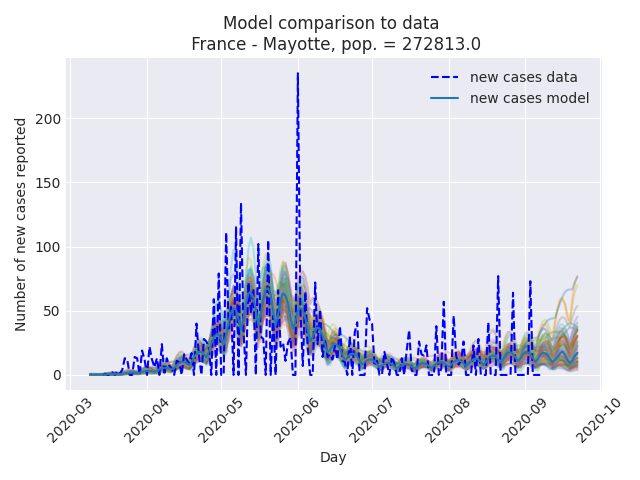 Model comparison to data
France - Mayotte, pop. = 272813.0
new cases data
new cases model
Number of new cases reported
200
150
100
50
0
2020-03
2020-04
2020-05
2020-06
2020-07
2020-08
2020-09
2020-10
Day